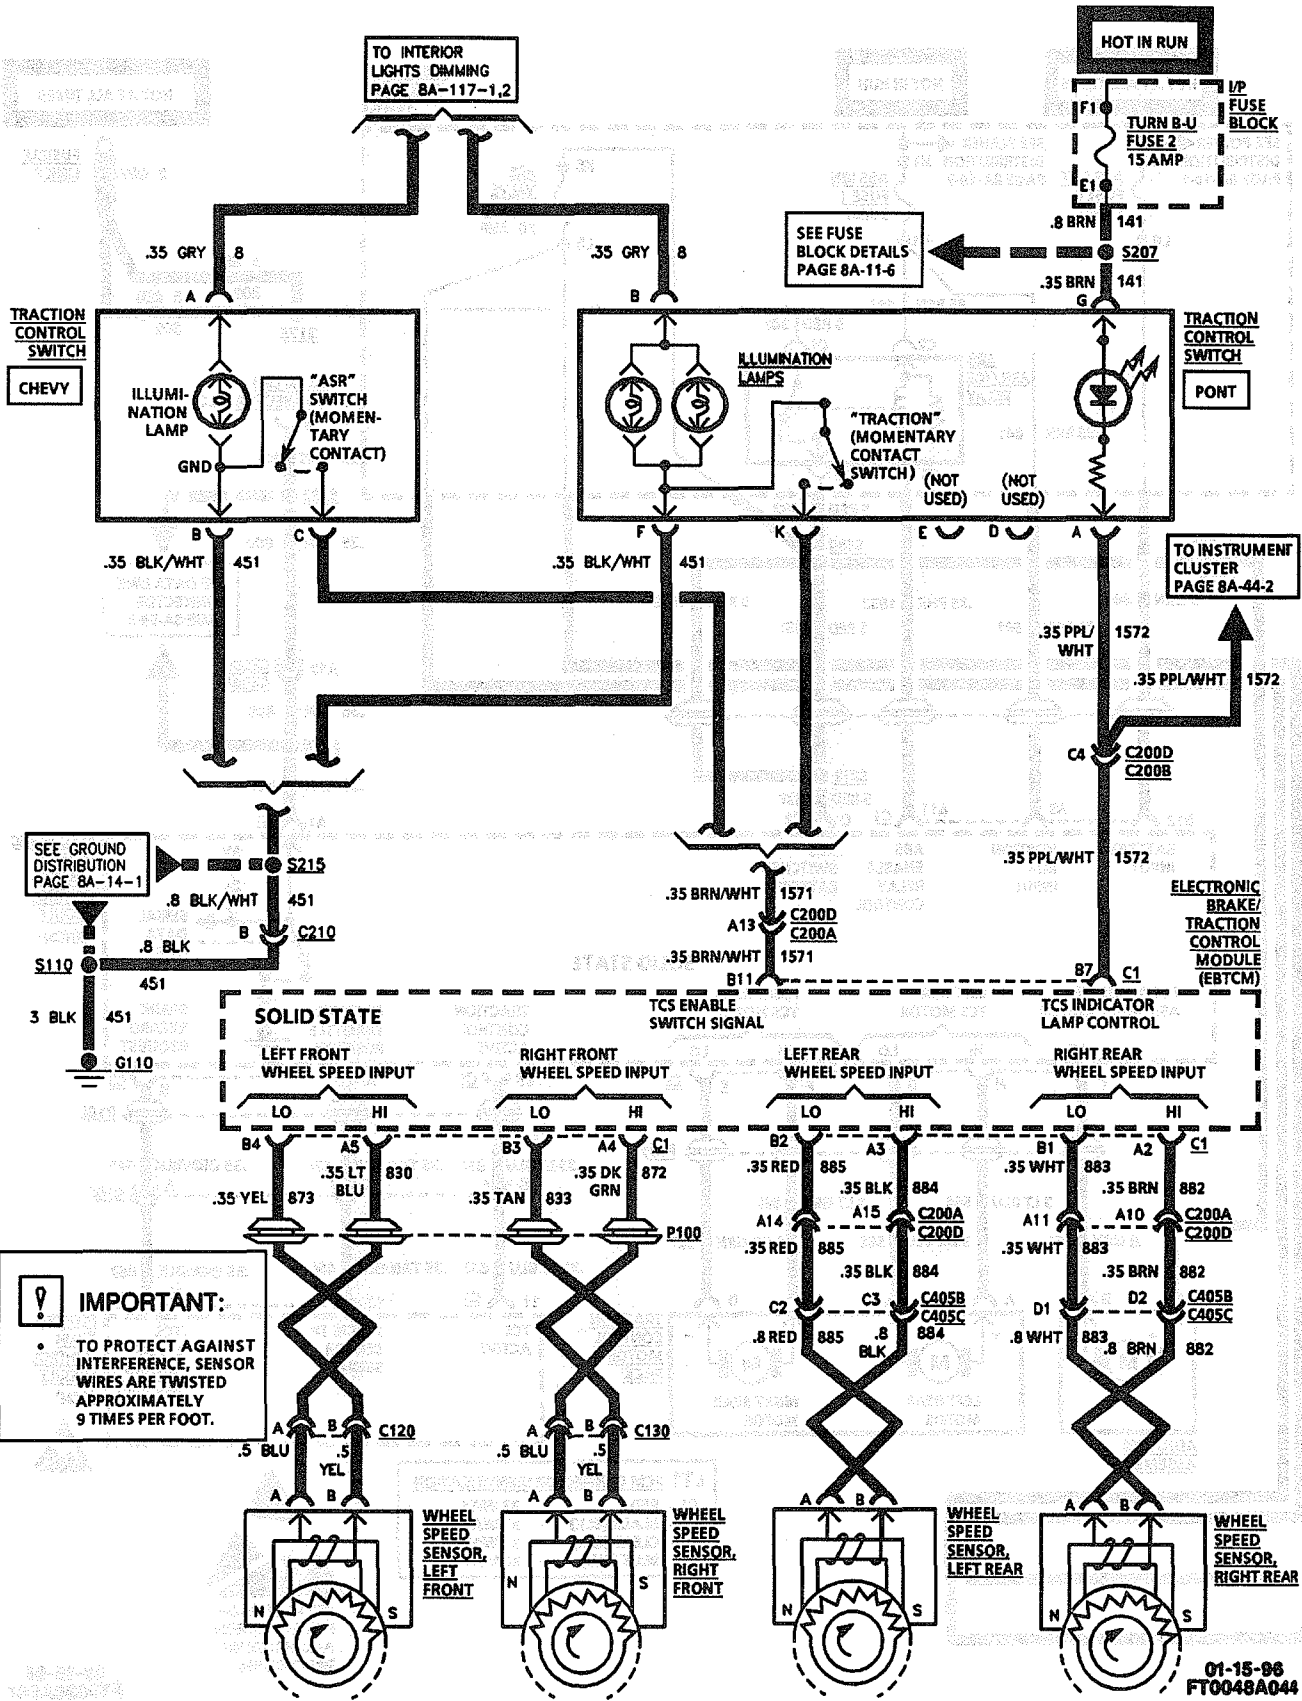 HOT IN RUN
TO INTERIOR
LIGHTS DIMMING
PAGE 8A-117-1,2
I/P
FUSE
BLOCK
F1
TURN B-U
FUSE 2
15 AMP
E1
.8 BRN 141
S207
.35 BRN 141
G
SEE FUSE
BLOCK DETAILS
PAGE 8A-11-6
.35 GRY 8
A
.35 GRY 8
B
TRACTION
CONTROL
SWITCH
CHEVY
ILLUMI-
NATION
LAMP
"ASR"
SWITCH
(MOMEN-
TARY
CONTACT)
GND
ILLUMINATION
LAMPS
"TRACTION"
(MOMENTARY
CONTACT
SWITCH)
(NOT
USED)
(NOT
USED)
TRACTION
CONTROL
SWITCH
PONT
B
C
F
K
E
D
A
.35 BLK/WHT 451
.35 BLK/WHT 451
TO INSTRUMENT
CLUSTER
PAGE 8A-44-2
.35 PPL/
WHT
1572
.35 PPL/WHT 1572
C4
C200D
C200B
SEE GROUND
DISTRIBUTION
PAGE 8A-14-1
S215
.8 BLK/WHT 451
B
C210
.8 BLK
451
S110
3 BLK 451
G110
.35 BRN/WHT 1571
A13
C200D
C200A
.35 BRN/WHT 1571
B11
.35 PPL/WHT 1572
B7
C1
ELECTRONIC
BRAKE/
TRACTION
CONTROL
MODULE
(EBTCM)
SOLID STATE
TCS ENABLE
SWITCH SIGNAL
TCS INDICATOR
LAMP CONTROL
LEFT FRONT
WHEEL SPEED INPUT
RIGHT FRONT
WHEEL SPEED INPUT
LEFT REAR
WHEEL SPEED INPUT
RIGHT REAR
WHEEL SPEED INPUT
LO HI LO HI LO HI LO HI
B4 A5 B3 A4 C1 B2 A3 B1 A2 C1
.35 YEL 873
.35 LT
BLU
830
.35 TAN 833
.35 DK
GRN
872
P100
.35 RED 885
.35 BLK 884
.35 WHT 883
.35 BRN 882
A14 A15
C200A
C200D
A11 A10
C200A
C200D
.35 RED 885
.35 BLK 884
.35 WHT 883
.35 BRN 882
C2 C3
C405B
C405C
D1 D2
C405B
C405C
.8 RED 885
.8
BLK
884
.8 WHT 883
.8 BRN 882
IMPORTANT:
• TO PROTECT AGAINST
INTERFERENCE, SENSOR
WIRES ARE TWISTED
APPROXIMATELY
9 TIMES PER FOOT.
A B C120
.5 BLU
.5
YEL
A B C130
.5 BLU
.5
YEL
A B
A B
A B
A B
N S
WHEEL
SPEED
SENSOR,
LEFT
FRONT
N S
WHEEL
SPEED
SENSOR,
RIGHT
FRONT
N S
WHEEL
SPEED
SENSOR,
LEFT REAR
N S
WHEEL
SPEED
SENSOR,
RIGHT REAR
01-15-96
FT0048A044